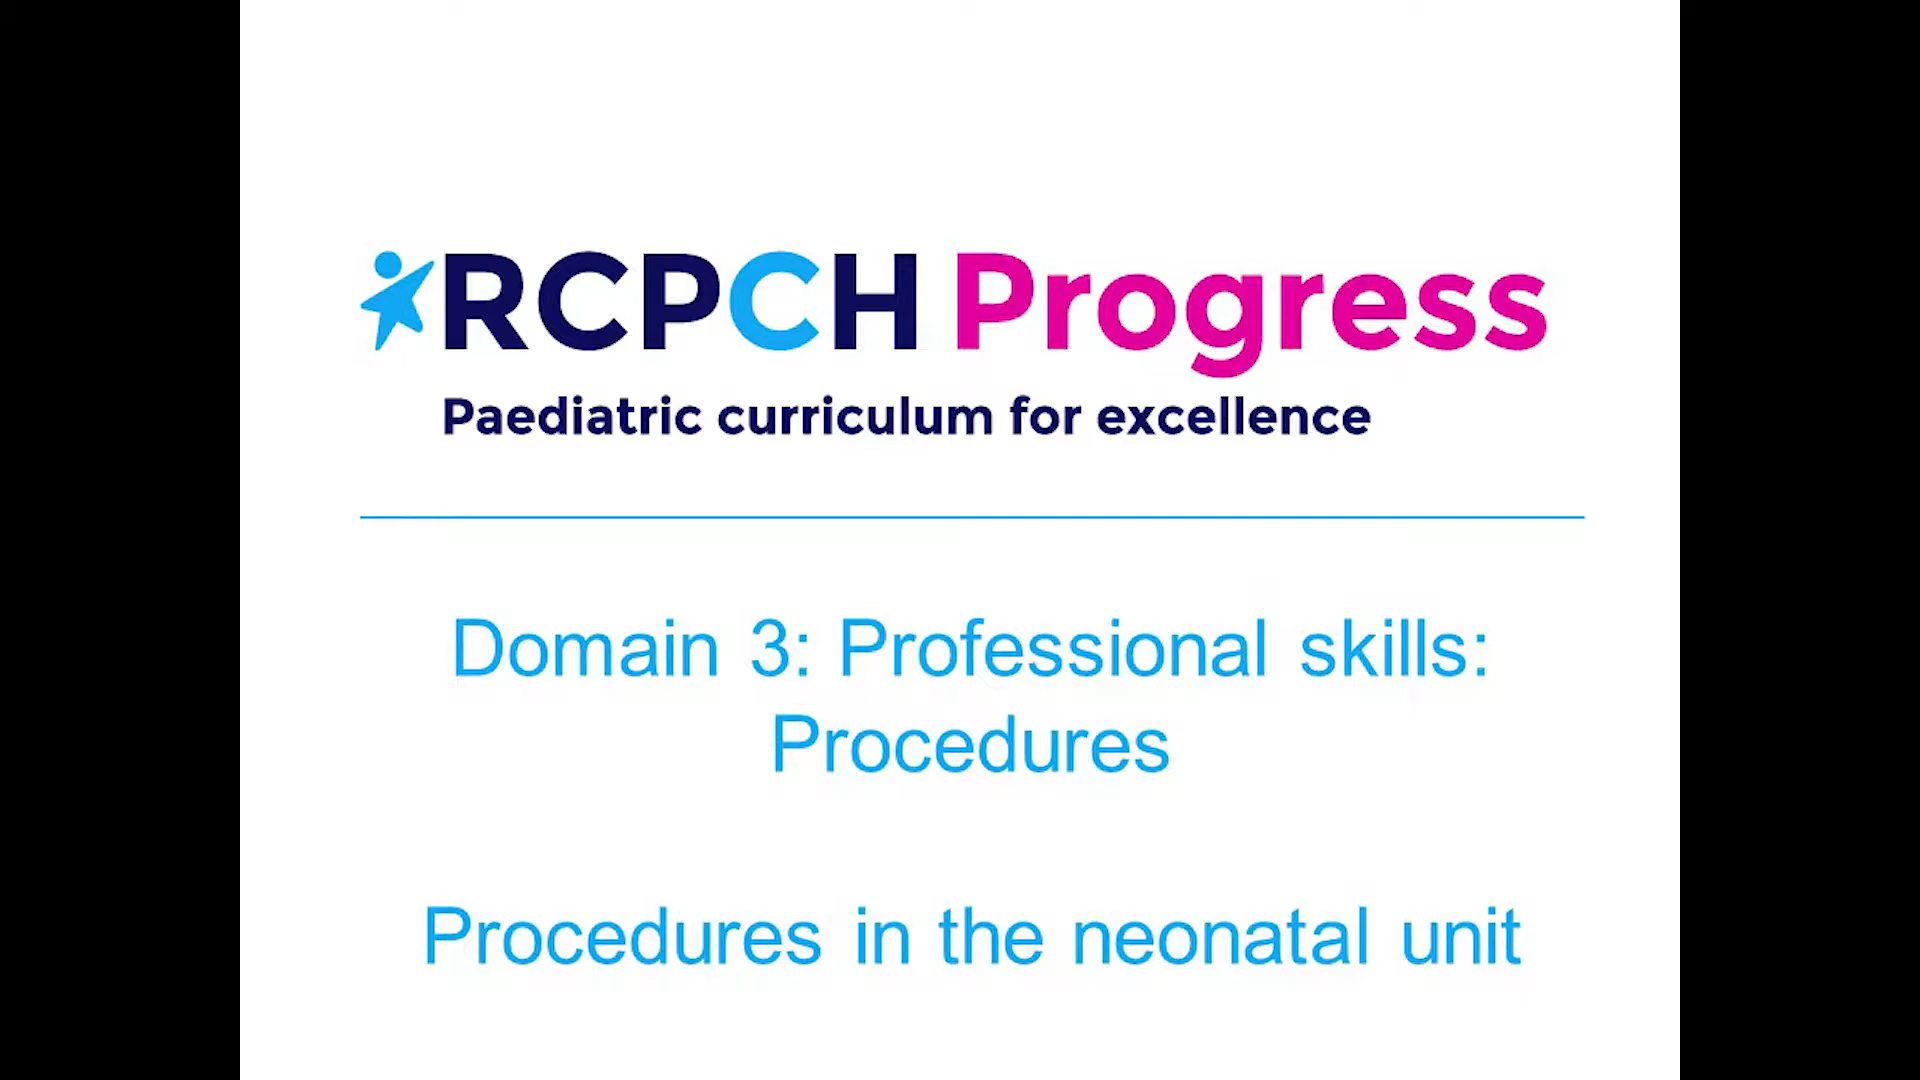 RCPCH Progress
Paediatric curriculum for excellence
Domain 3: Professional skills:
Procedures
Procedures in the neonatal unit